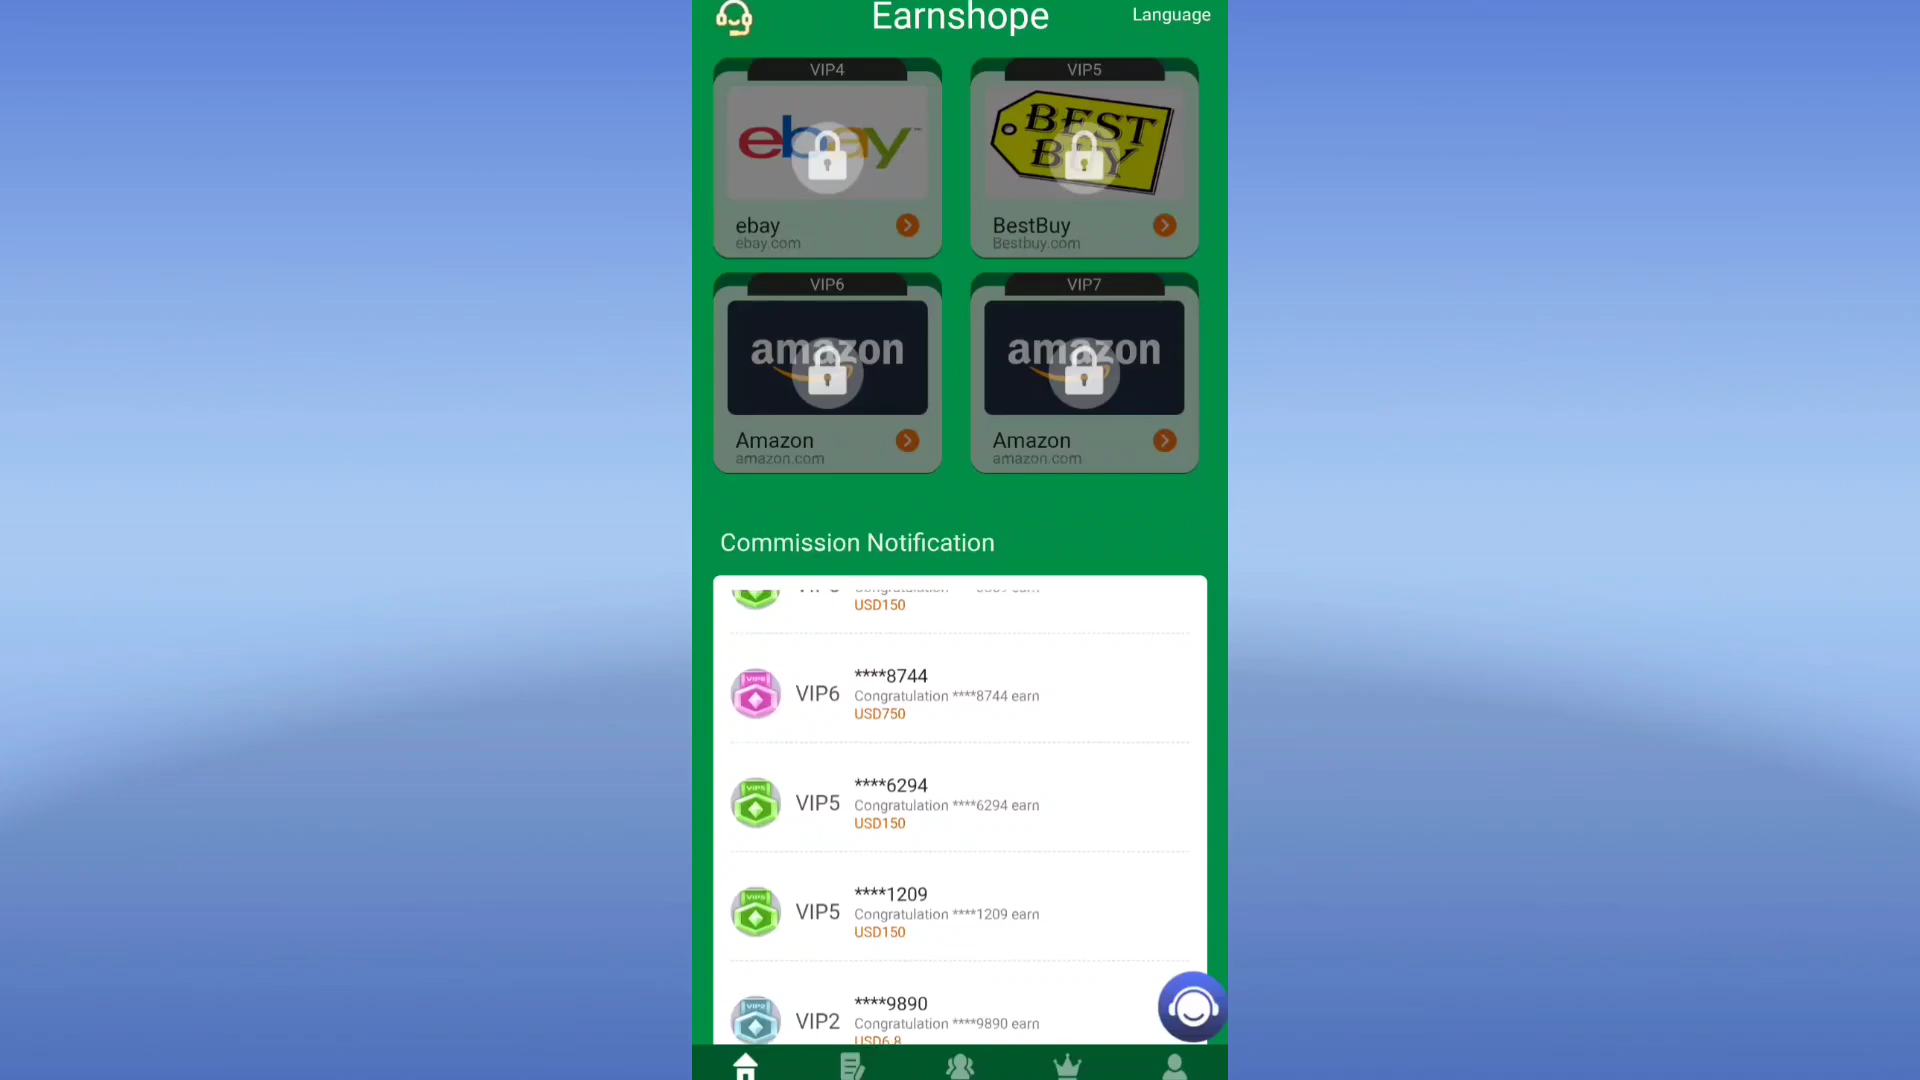 Earnshope
Language
VIP4
VIP5
ebay
BEST
BUY
ebay
ebay.com
BestBuy
Bestbuy.com
VIP6
VIP7
amazon
amazon
Amazon
amazon.com
Amazon
amazon.com
Commission Notification
USD150
VIP6
****8744
Congratulation ****8744 earn
USD750
VIP5
****6294
Congratulation ****6294 earn
USD150
VIP5
****1209
Congratulation ****1209 earn
USD150
VIP2
****9890
Congratulation ****9890 earn
USD6.8